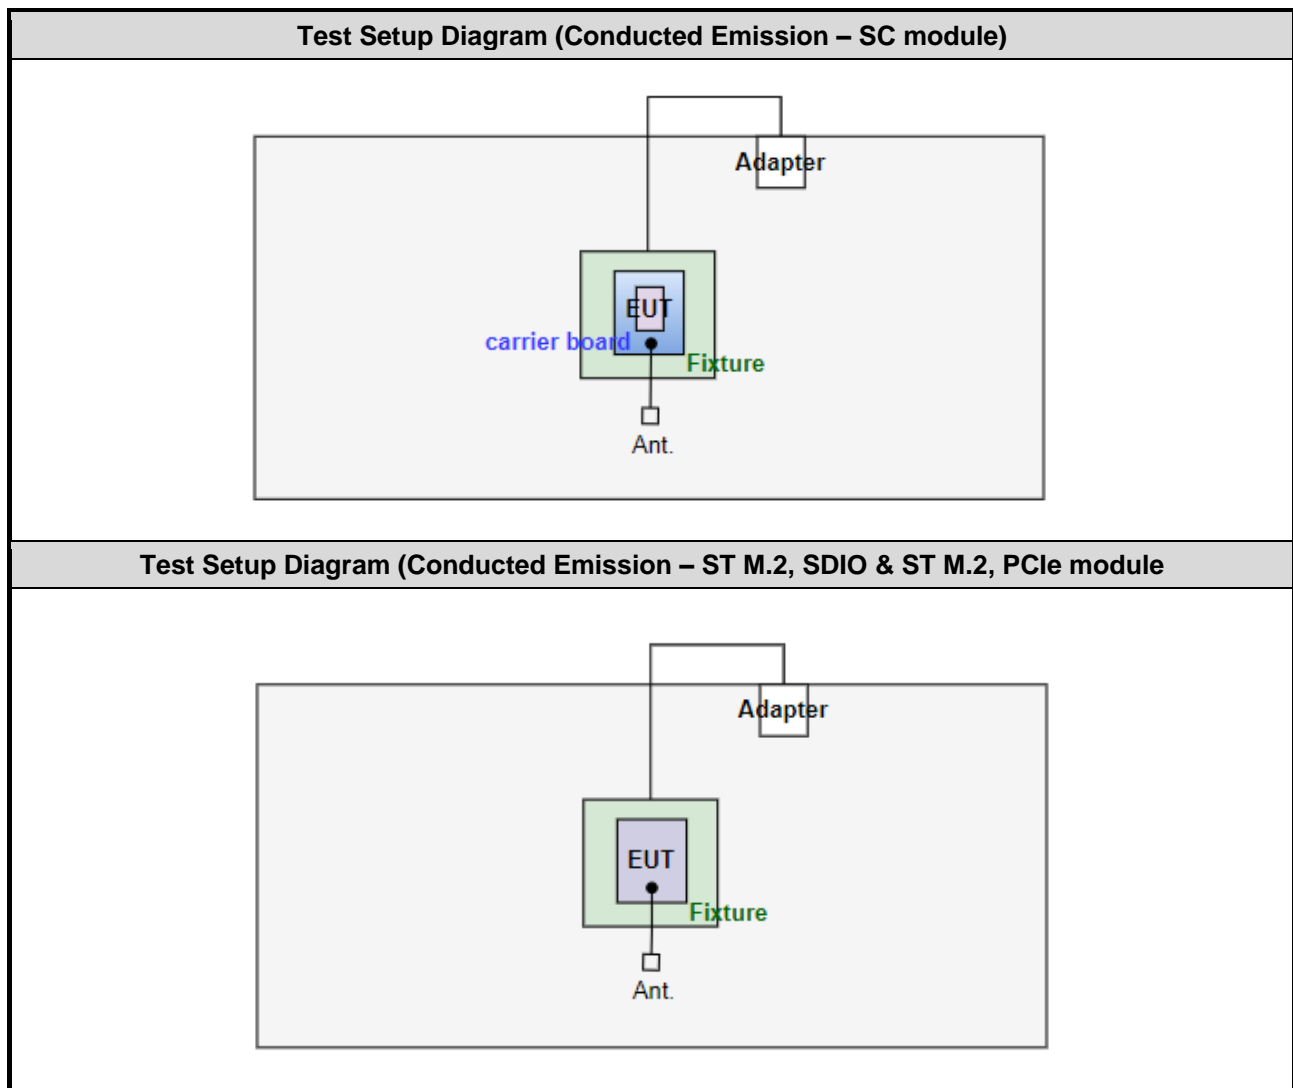 Test Setup Diagram (Conducted Emission – SC module)
Adapter
EUT
carrier board
Fixture
Ant.
Test Setup Diagram (Conducted Emission – ST M.2, SDIO & ST M.2, PCIe module
Adapter
EUT
Fixture
Ant.